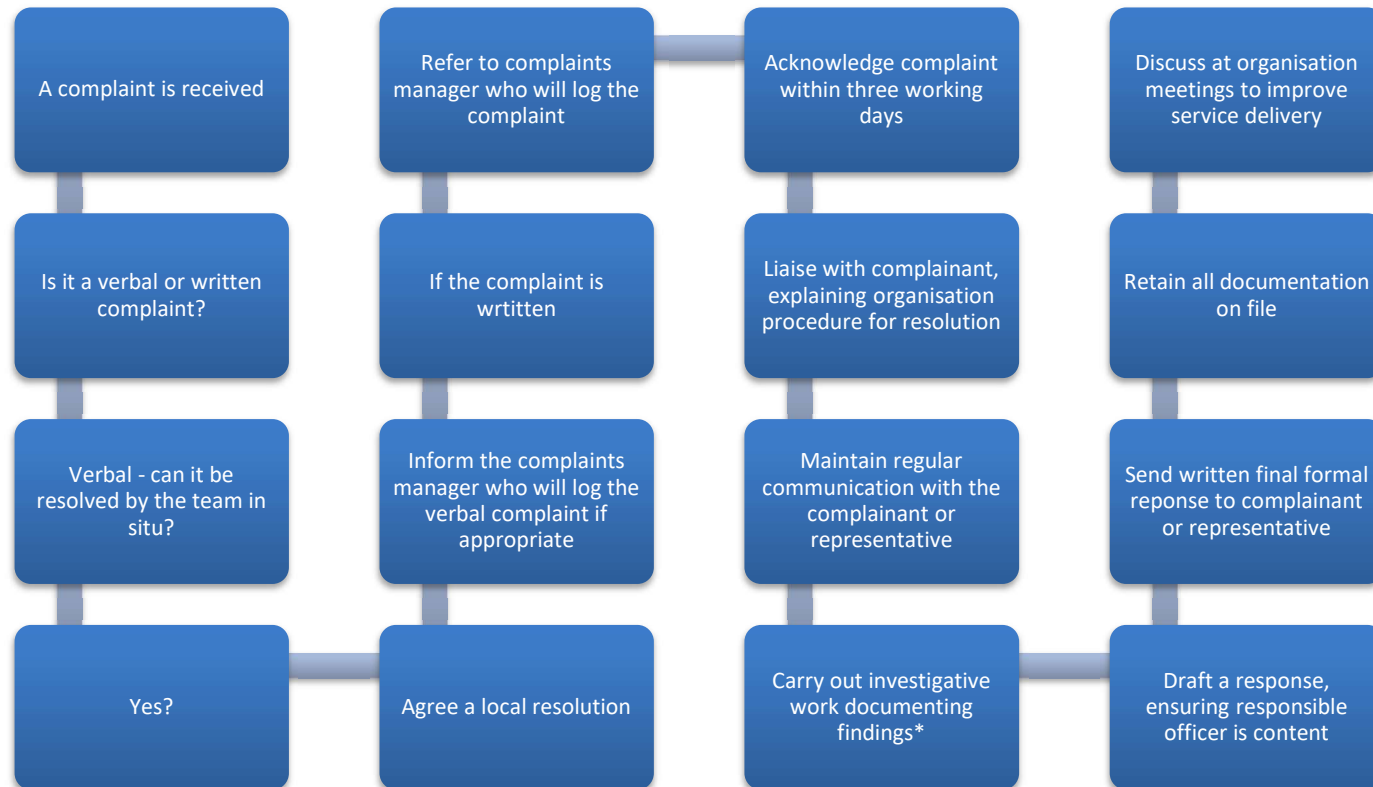 A complaint is received
Is it a verbal or written
complaint?
Verbal - can it be
resolved by the team in
situ?
Yes?
Agree a local resolution
Inform the complaints
manager who will log the
verbal complaint if
appropriate
If the complaint is
wrtitten
Refer to complaints
manager who will log the
complaint
Acknowledge complaint
within three working
days
Liaise with complainant,
explaining organisation
procedure for resolution
Maintain regular
communication with the
complainant or
representative
Carry out investigative
work documenting
findings*
Draft a response,
ensuring responsible
officer is content
Send written final formal
reponse to complainant
or representative
Retain all documentation
on file
Discuss at organisation
meetings to improve
service delivery